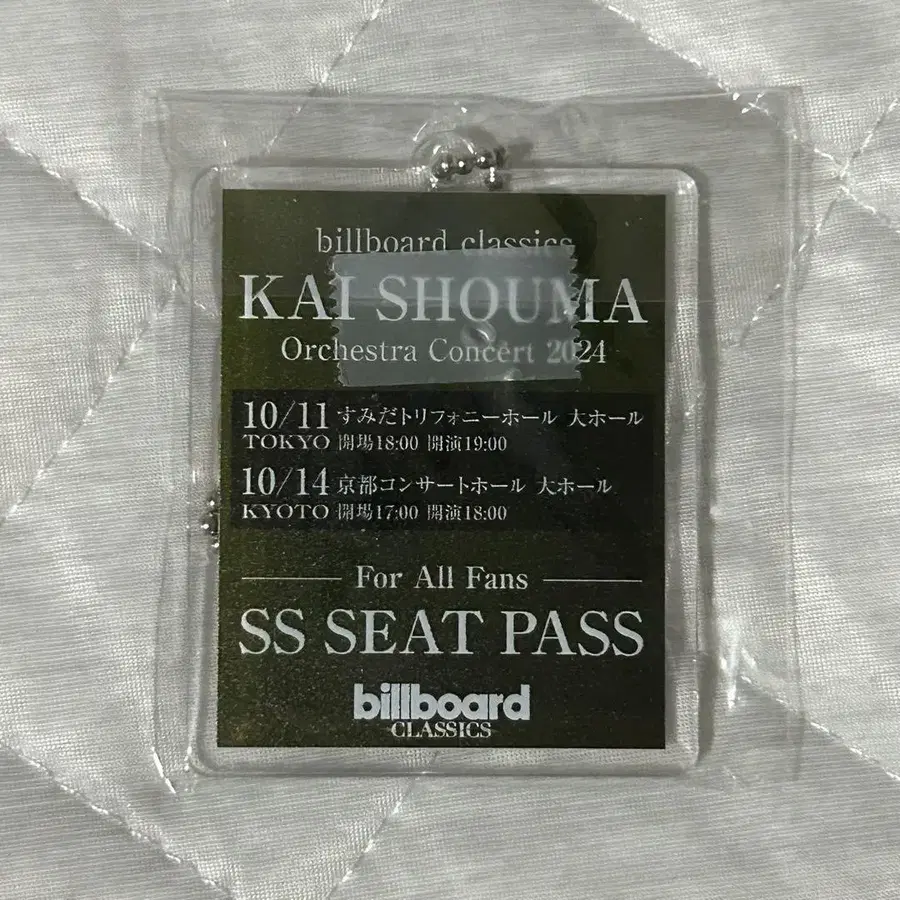 billboard classics
KAI SHOUMA
Orchestra Concert 2024
10/11 すみだトリフォニーホール 大ホール
TOKYO 開場18:00 開演19:00
10/14 京都コンサートホール 大ホール
KYOTO 開場17:00 開演18:00
For All Fans
SS SEAT PASS
billboard
CLASSICS